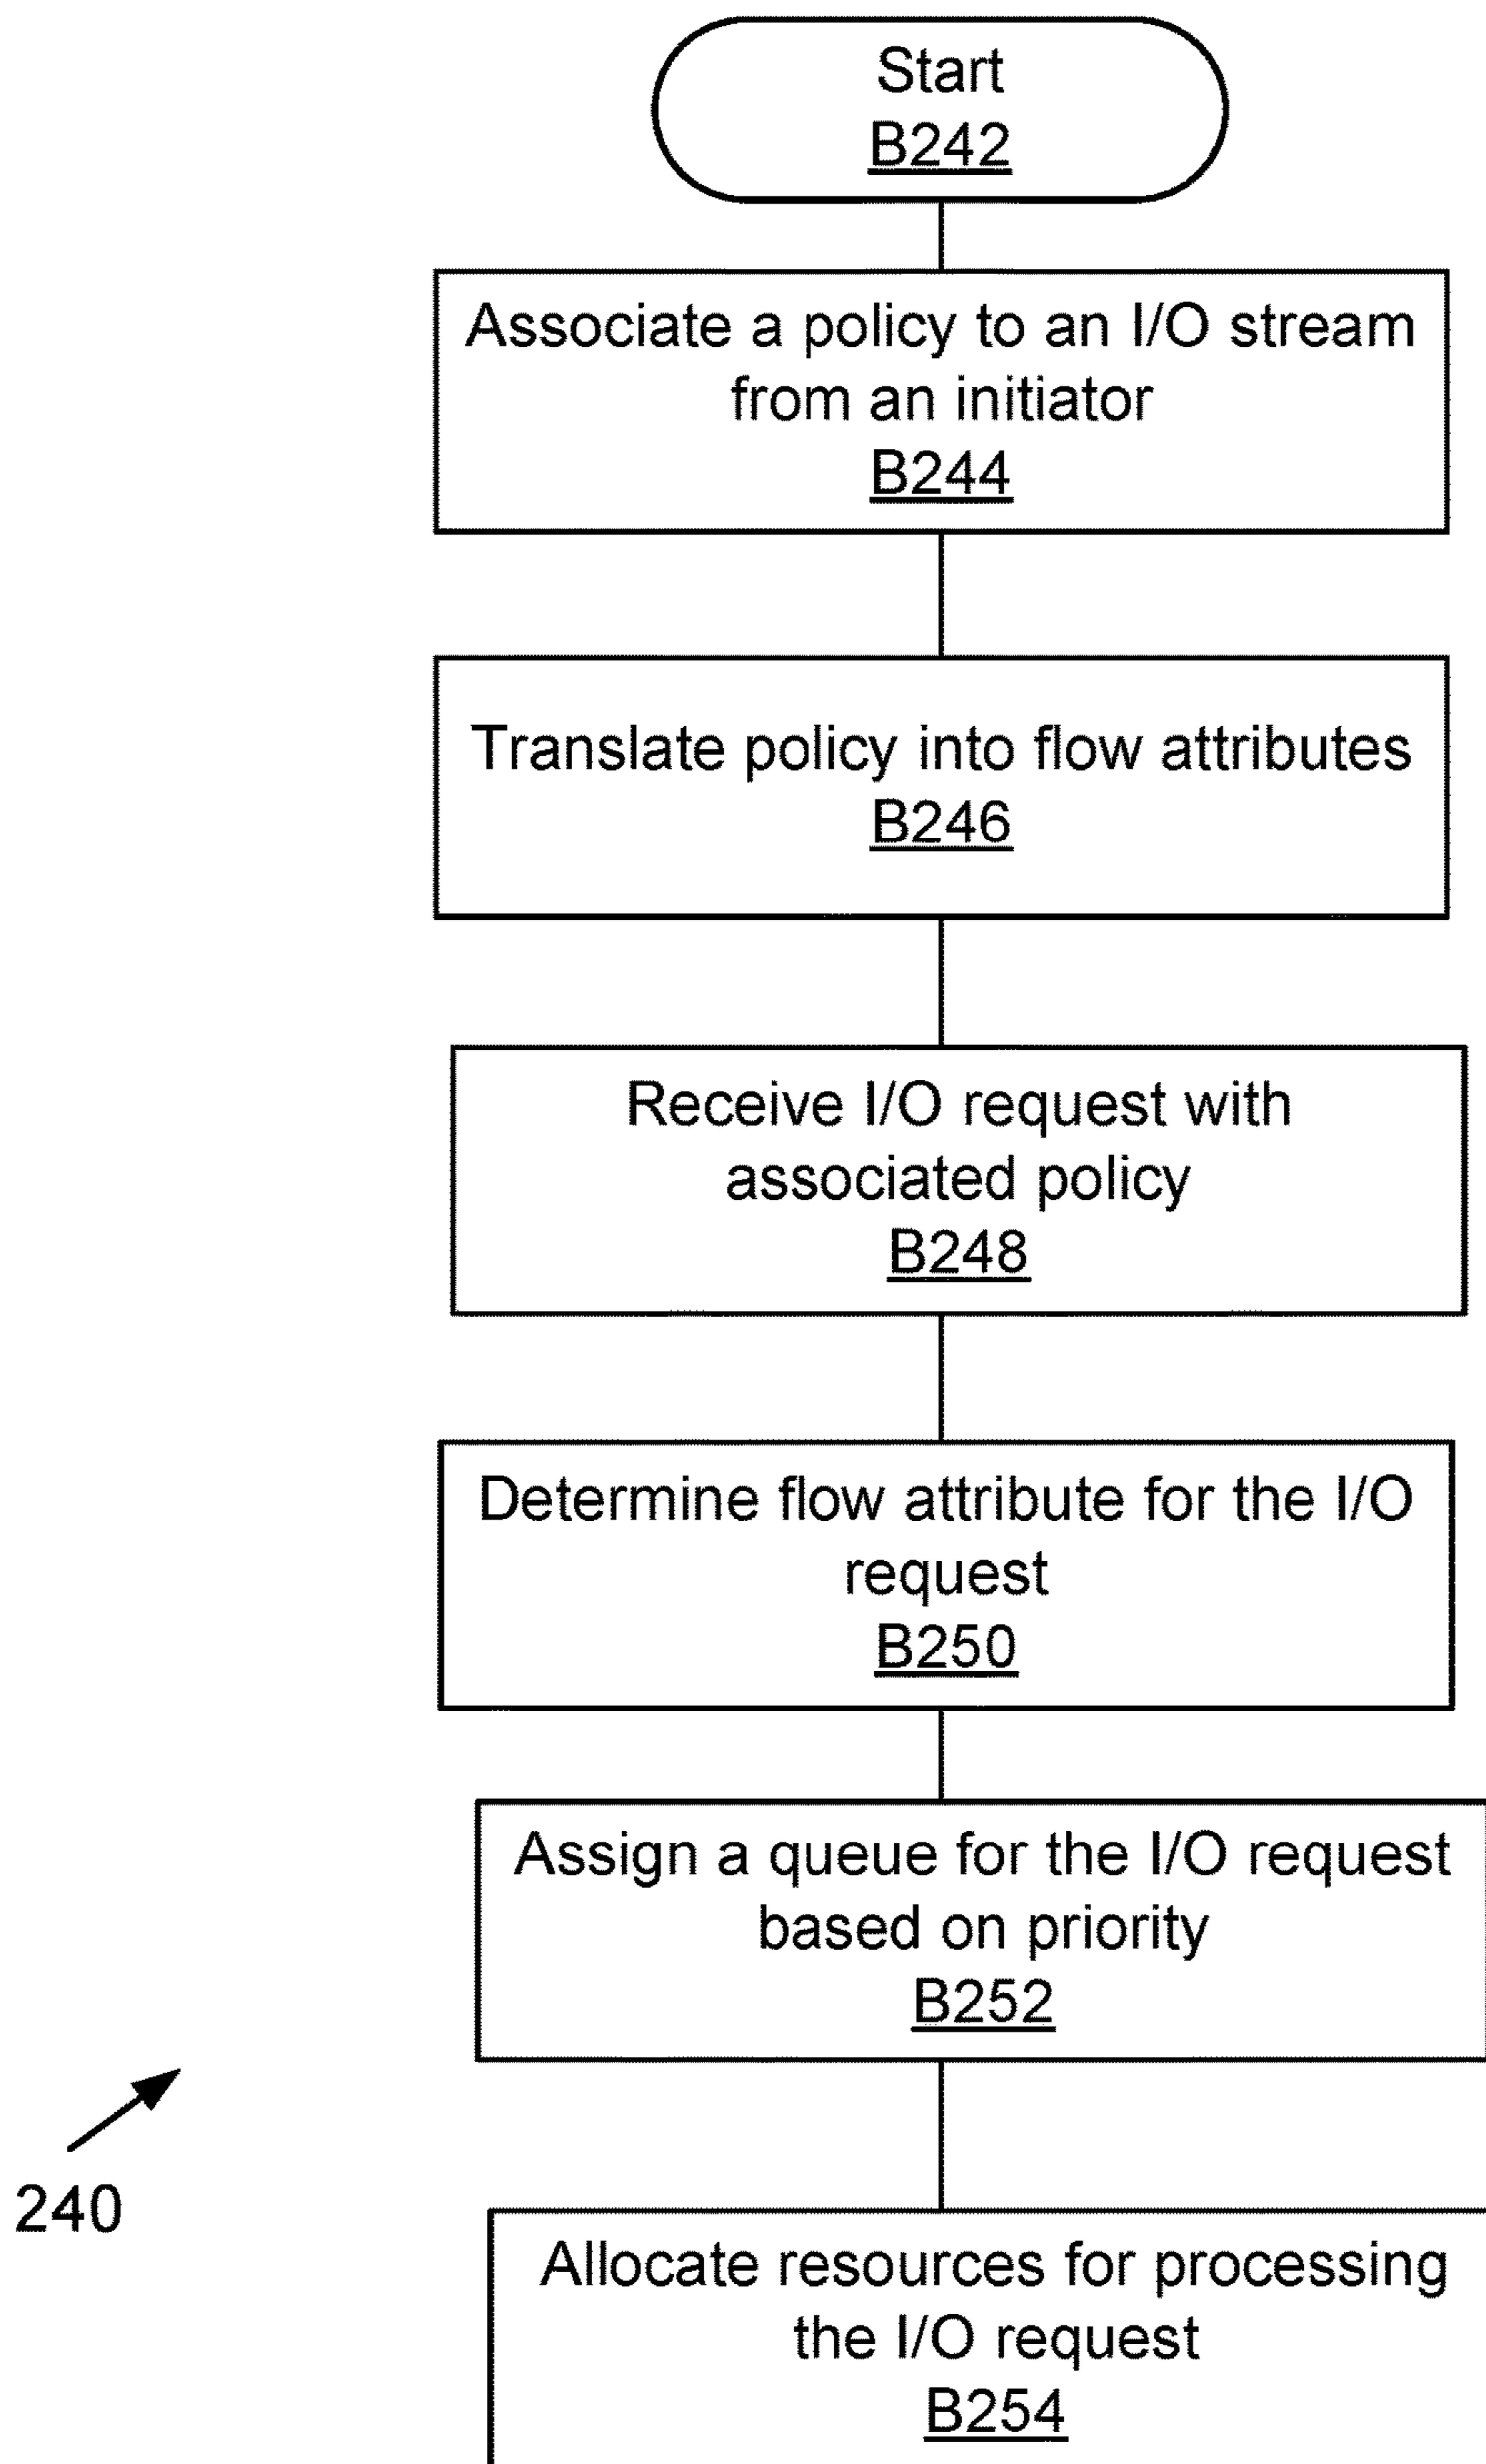 Start
B242
Associate a policy to an I/O stream
from an initiator
B244
Translate policy into flow attributes
B246
Receive I/O request with
associated policy
B248
Determine flow attribute for the I/O
request
B250
Assign a queue for the I/O request
based on priority
B252
240
Allocate resources for processing
the I/O request
B254